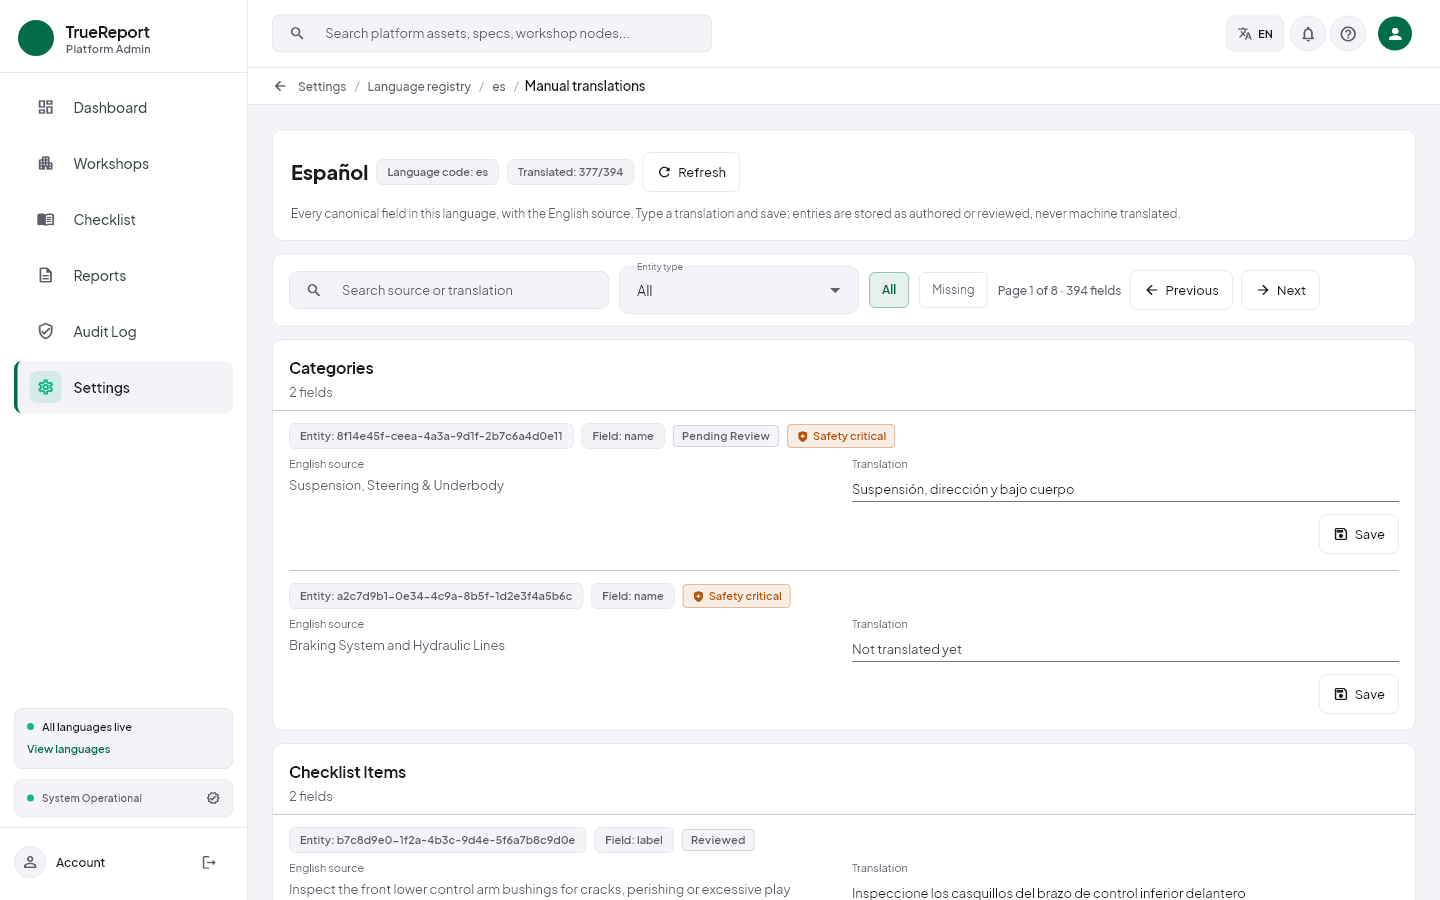 TrueReport
Platform Admin
Search platform assets, specs, workshop nodes...
EN
Settings / Language registry / es / Manual translations
Dashboard
Workshops
Checklist
Reports
Audit Log
Settings
All languages live
View languages
System Operational
Account
Español
Language code: es
Translated: 377/394
Refresh
Every canonical field in this language, with the English source. Type a translation and save; entries are stored as authored or reviewed, never machine translated.
Search source or translation
Entity type
All
All
Missing
Page 1 of 8 · 394 fields
Previous
Next
Categories
2 fields
Entity: 8f14e45f-ceea-4a3a-9d1f-2b7c6a4d0e11
Field: name
Pending Review
Safety critical
English source
Suspension, Steering & Underbody
Translation
Suspensión, dirección y bajo cuerpo
Save
Entity: a2c7d9b1-0e34-4c9a-8b5f-1d2e3f4a5b6c
Field: name
Safety critical
English source
Braking System and Hydraulic Lines
Translation
Not translated yet
Save
Checklist Items
2 fields
Entity: b7c8d9e0-1f2a-4b3c-9d4e-5f6a7b8c9d0e
Field: label
Reviewed
English source
Inspect the front lower control arm bushings for cracks, perishing or excessive play
Translation
Inspeccione los casquillos del brazo de control inferior delantero